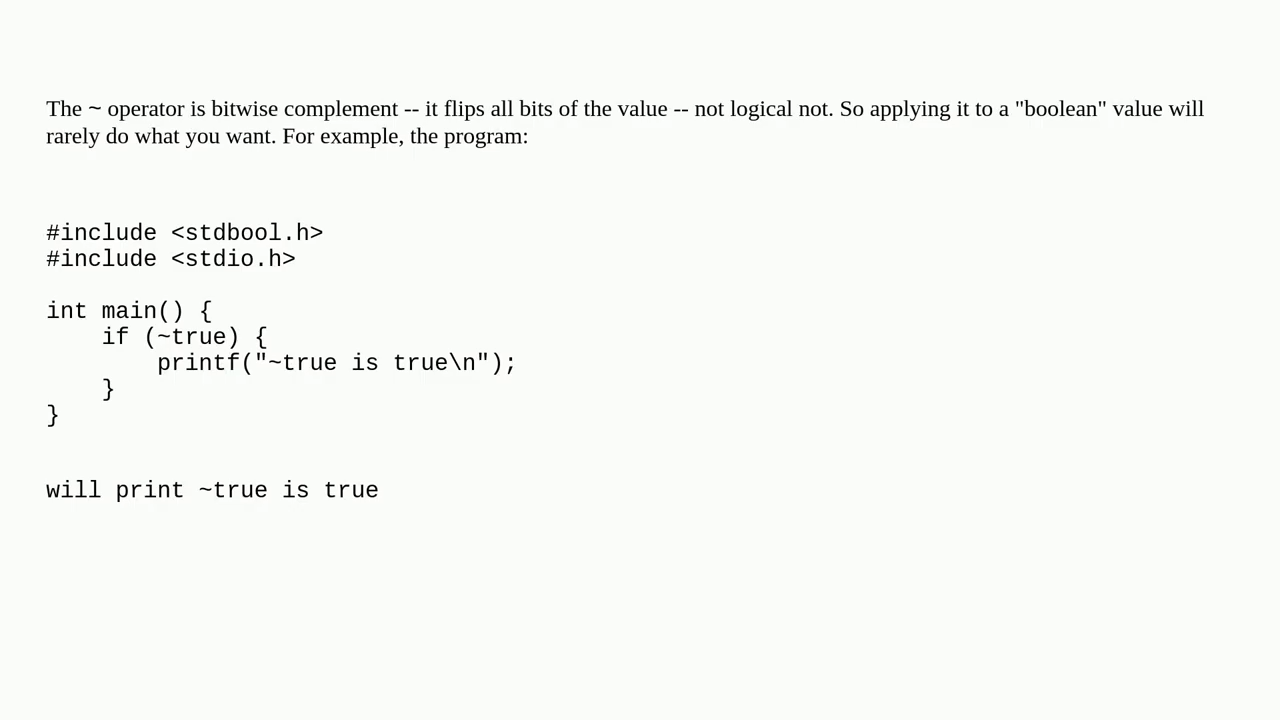 The ~ operator is bitwise complement -- it flips all bits of the value -- not logical not. So applying it to a "boolean" value will
rarely do what you want. For example, the program:
#include <stdbool.h>
#include <stdio.h>
int main() {
    if (~true) {
        printf("~true is true\n");
    }
}
will print ~true is true